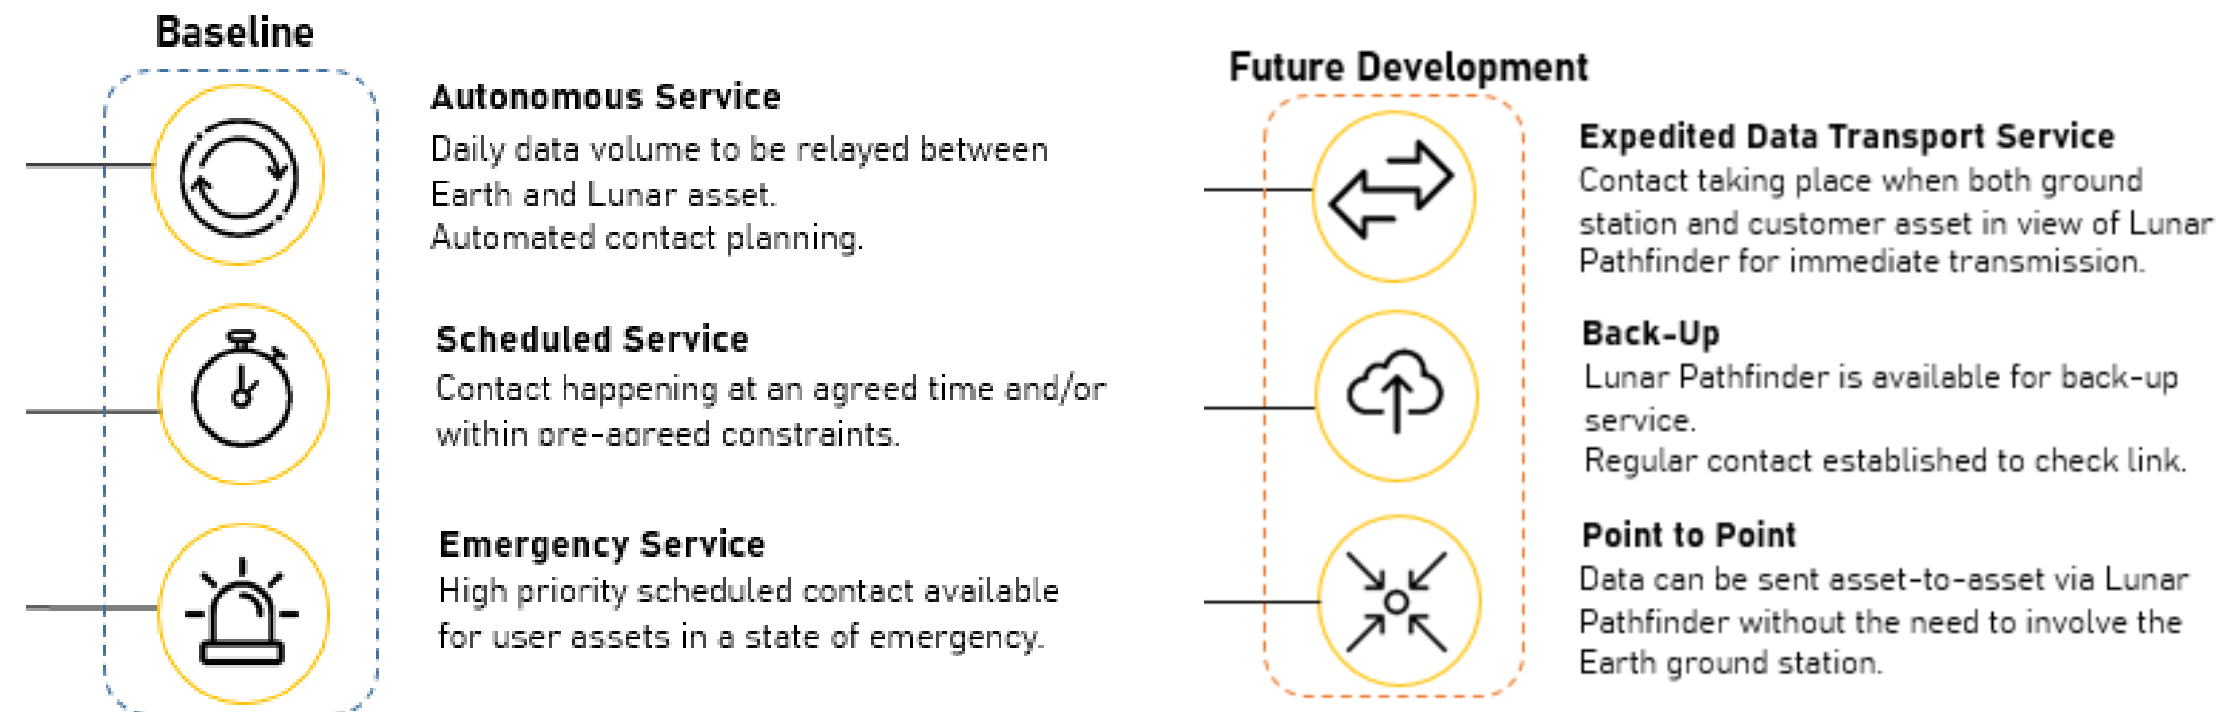 Baseline
Autonomous Service
Daily data volume to be relayed between
Earth and Lunar asset.
Automated contact planning.
Scheduled Service
Contact happening at an agreed time and/or
within pre-agreed constraints.
Emergency Service
High priority scheduled contact available
for user assets in a state of emergency.
Future Development
Expedited Data Transport Service
Contact taking place when both ground
station and customer asset in view of Lunar
Pathfinder for immediate transmission.
Back-Up
Lunar Pathfinder is available for back-up
service.
Regular contact established to check link.
Point to Point
Data can be sent asset-to-asset via Lunar
Pathfinder without the need to involve the
Earth ground station.